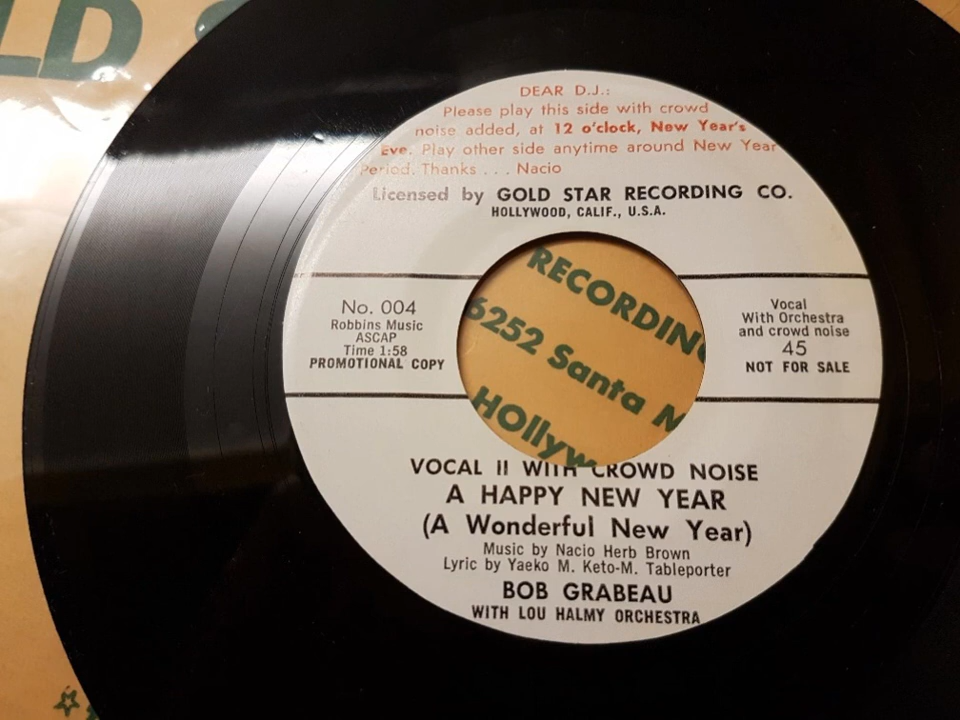 LD S
DEAR D.J.:
Please play this side with crowd
noise added, at 12 o'clock, New Year's
Eve. Play other side anytime around New Year
Period. Thanks . . . Nacio
Licensed by GOLD STAR RECORDING CO.
HOLLYWOOD, CALIF., U.S.A.
No. 004
Robbins Music
ASCAP
Time 1:58
PROMOTIONAL COPY
RECORDING
6252 Santa M
HOllyw
Vocal
With Orchestra
and crowd noise
45
NOT FOR SALE
VOCAL II WITH CROWD NOISE
A HAPPY NEW YEAR
(A Wonderful New Year)
Music by Nacio Herb Brown
Lyric by Yaeko M. Keto-M. Tableporter
BOB GRABEAU
WITH LOU HALMY ORCHESTRA